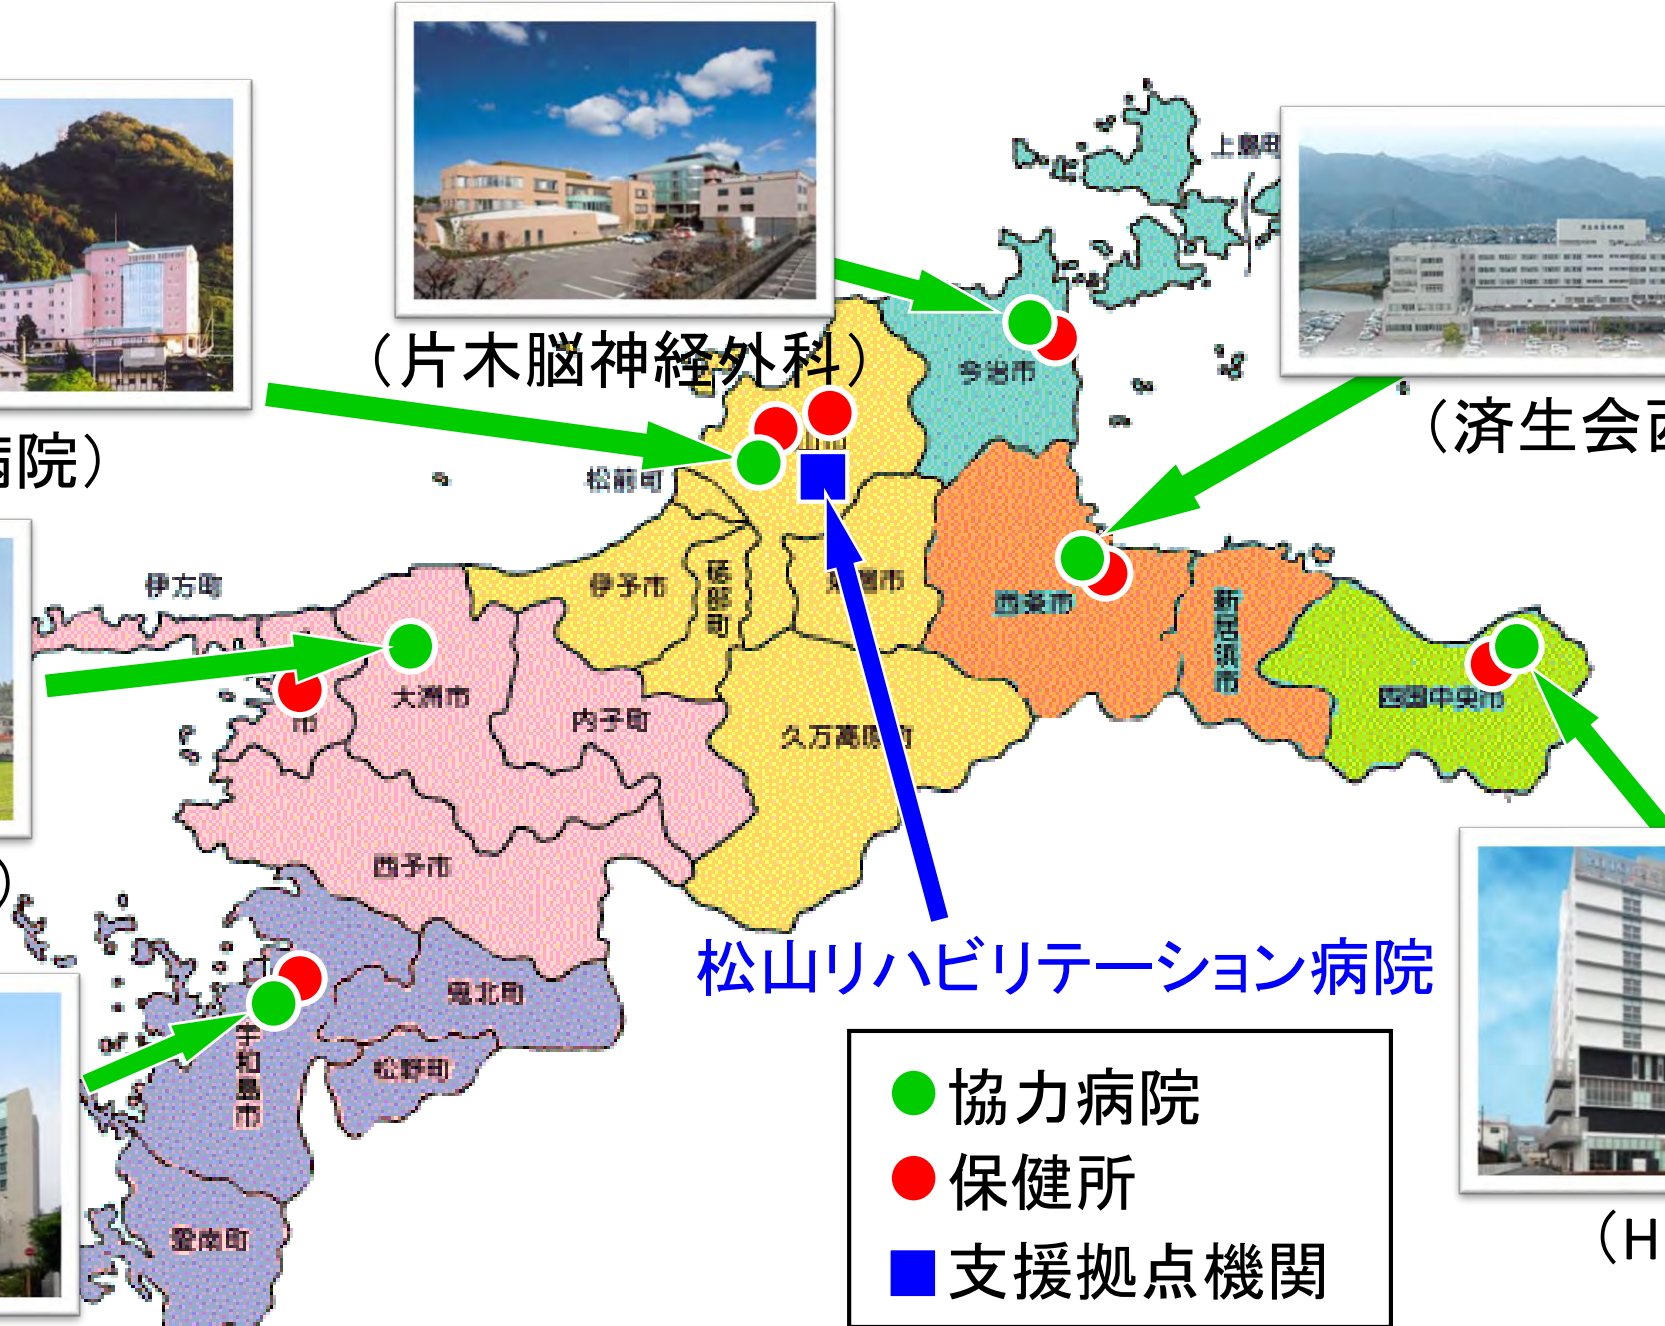 上島町
（片木脳神経外科）
今治市
（済生会西
病院）
松前町
伊方町
伊予市
砥部町
東温市
西条市
新居浜市
四国中央市
大洲市
市
内子町
久万高原町
西予市
）
松山リハビリテーション病院
鬼北町
宇和島市
松野町
愛南町
協力病院
保健所
支援拠点機関
（H